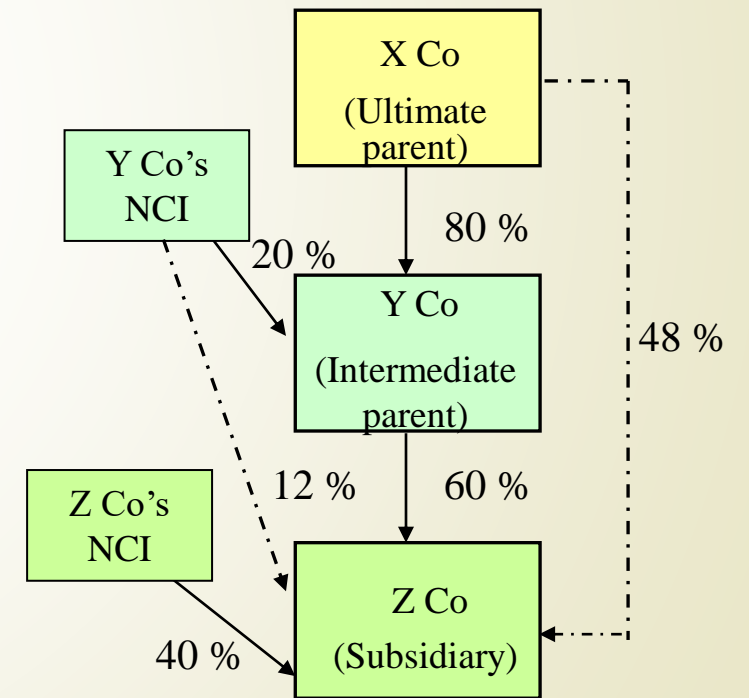 X Co
(Ultimate
parent)
Y Co’s
NCI
80 %
20 %
Y Co
(Intermediate
parent)
48 %
12 %
60 %
Z Co’s
NCI
Z Co
(Subsidiary)
40 %